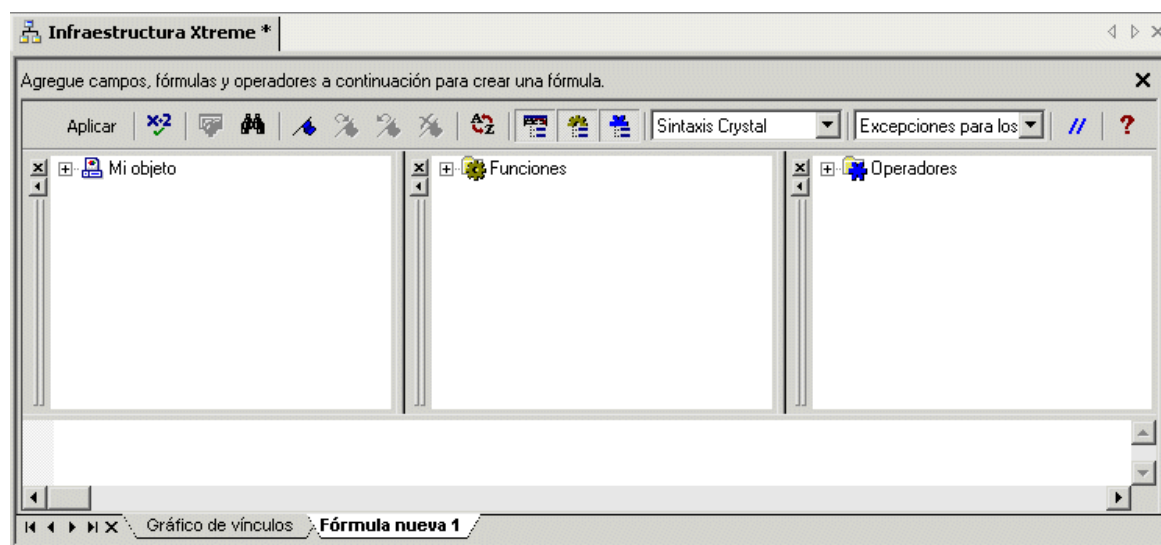 Infraestructura Xtreme *
Agregue campos, fórmulas y operadores a continuación para crear una fórmula.
Aplicar X+2 Sintaxis Crystal Excepciones para los // ?
Mi objeto Funciones Operadores
Gráfico de vínculos Fórmula nueva 1